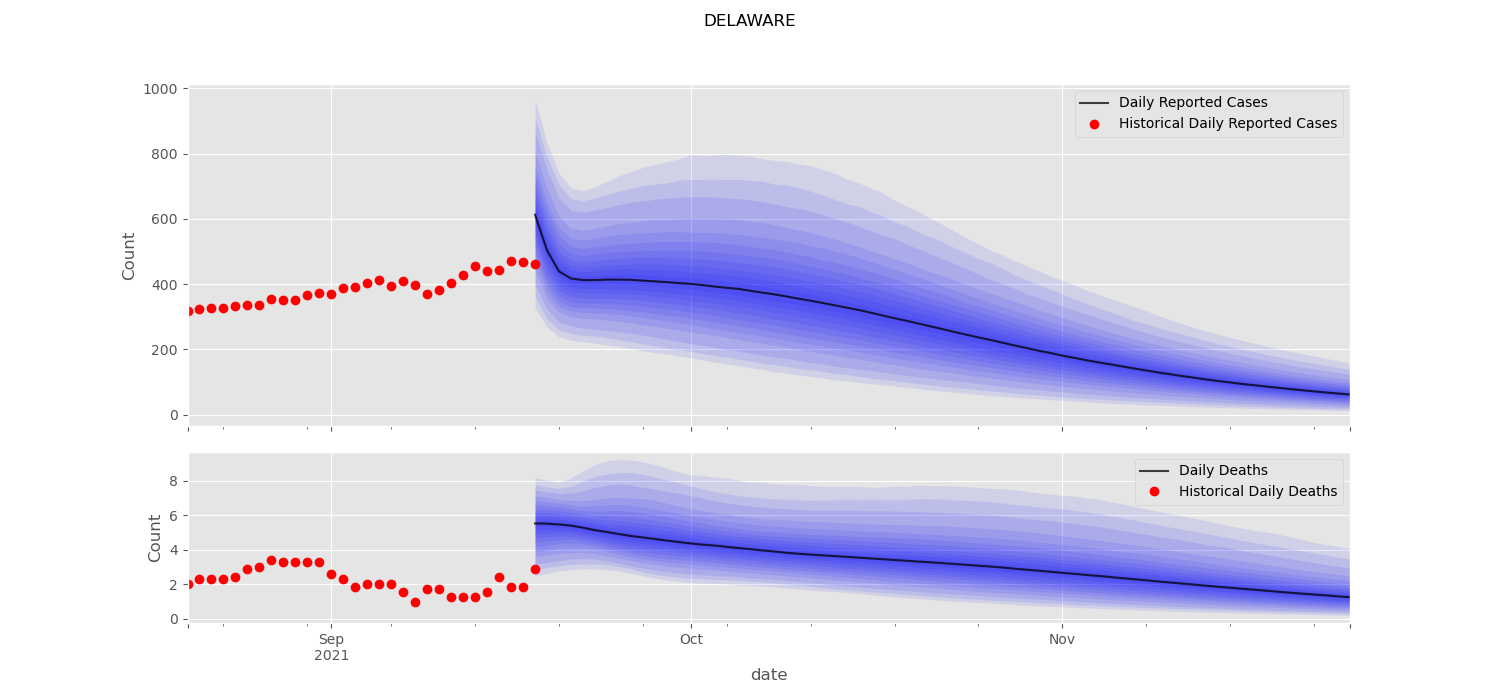 DELAWARE
1000
800
600
400
200
0
Count
Daily Reported Cases
Historical Daily Reported Cases
8
6
4
2
0
Count
Daily Deaths
Historical Daily Deaths
Sep
2021
Oct
Nov
date